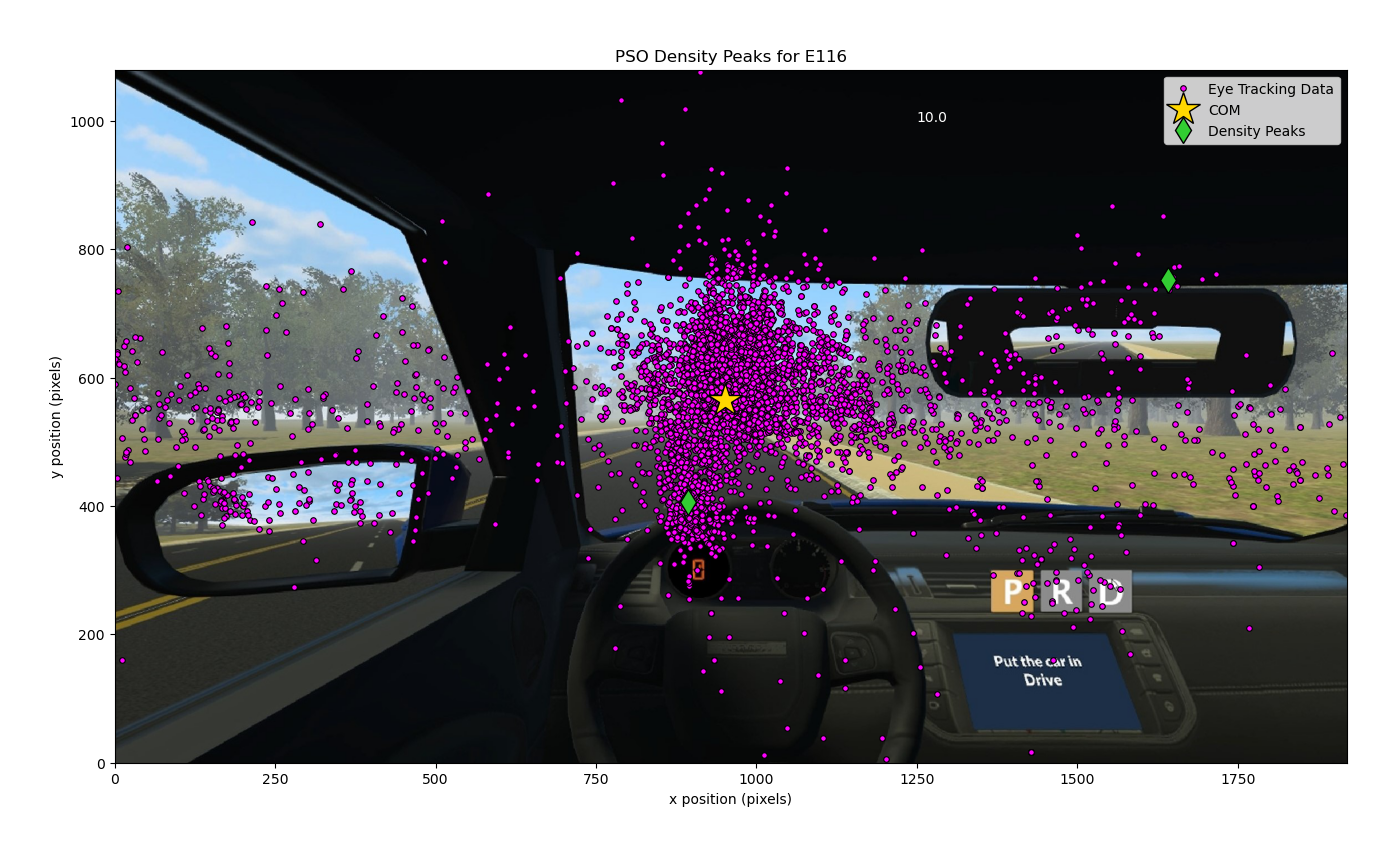 PSO Density Peaks for E116
Eye Tracking Data
COM
Density Peaks
10.0
y position (pixels)
1000
800
600
400
200
0
P R D
Put the car in
Drive
0 250 500 750 1000 1250 1500 1750
x position (pixels)